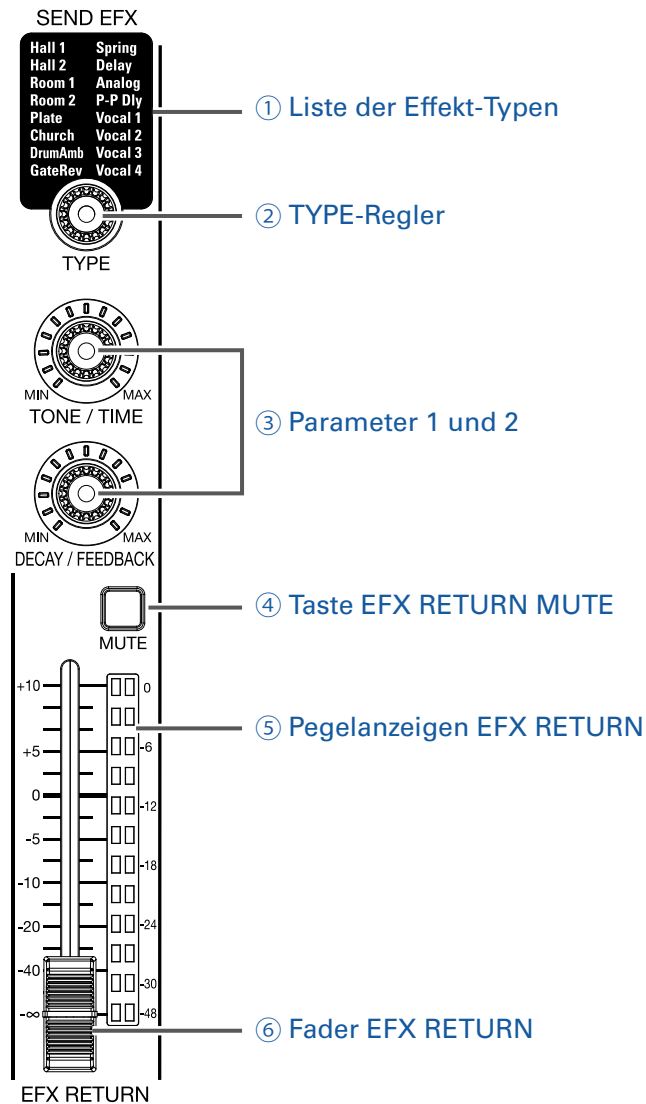 SEND EFX
Hall 1 Spring
Hall 2 Delay
Room 1 Analog
Room 2 P-P Dly
Plate Vocal 1
Church Vocal 2
DrumAmb Vocal 3
GateRev Vocal 4
① Liste der Effekt-Typen
② TYPE-Regler
TYPE
MIN MAX
TONE / TIME
③ Parameter 1 und 2
MIN MAX
DECAY / FEEDBACK
④ Taste EFX RETURN MUTE
MUTE
+10 0
⑤ Pegelanzeigen EFX RETURN
+5 -6
0 -12
-5 -18
-10
-20 -24
-40 -30
-∞ -48
⑥ Fader EFX RETURN
EFX RETURN